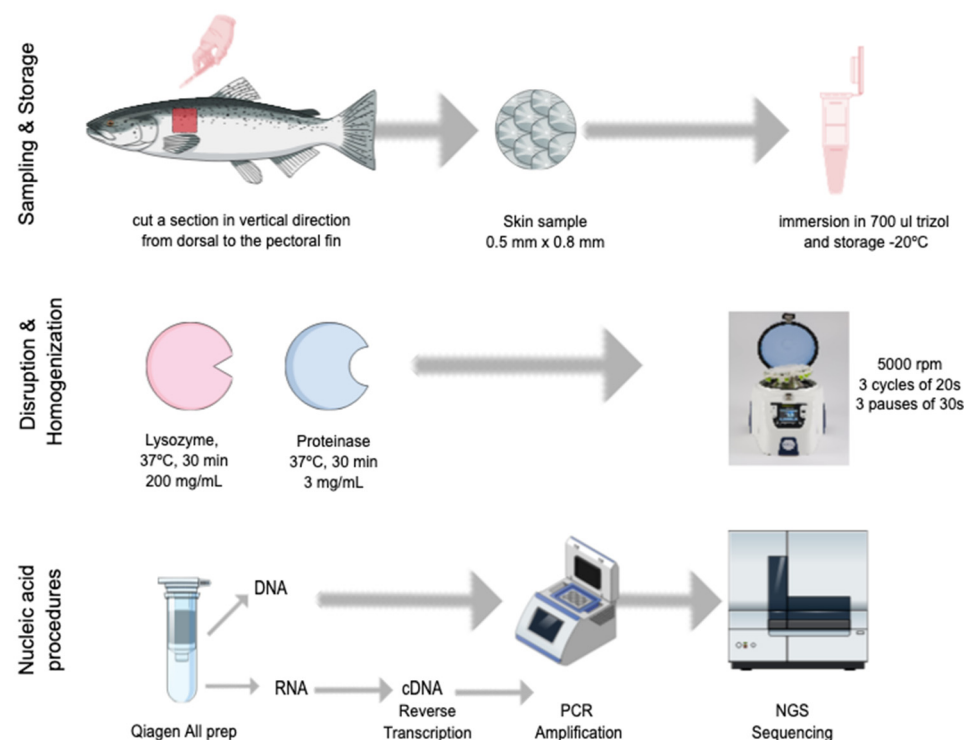 Sampling & Storage
cut a section in vertical direction
from dorsal to the pectoral fin
Skin sample
0.5 mm x 0.8 mm
immersion in 700 ul trizol
and storage -20ºC
Disruption &
Homogenization
Lysozyme,
37ºC, 30 min
200 mg/mL
Proteinase
37ºC, 30 min
3 mg/mL
5000 rpm
3 cycles of 20s
3 pauses of 30s
Nucleic acid
procedures
DNA
RNA
cDNA
Reverse
Transcription
Qiagen All prep
PCR
Amplification
NGS
Sequencing